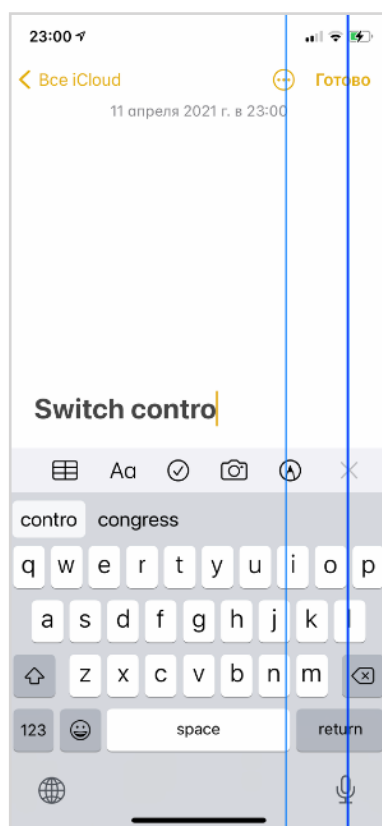 23:00
Все iCloud
Готово
11 апреля 2021 г. в 23:00
Switch contro
Aa
contro congress
q w e r t y u i o p
a s d f g h j k l
z x c v b n m
123 space return